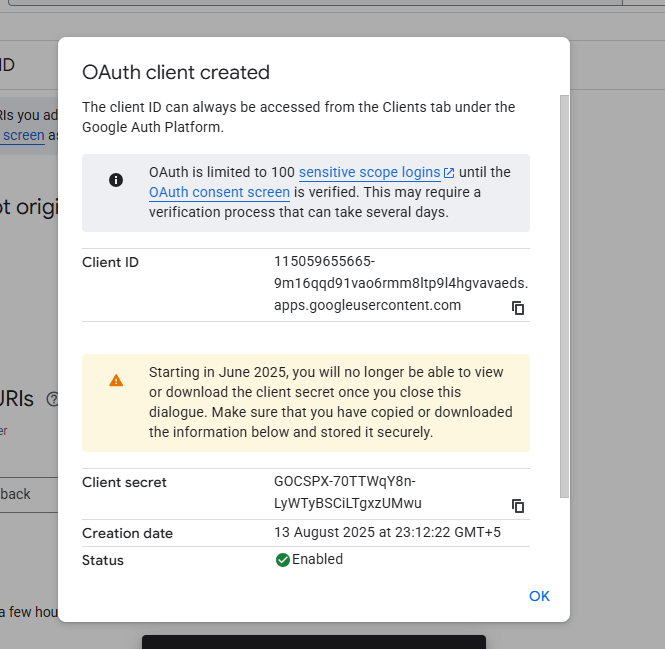 ID
RIs you ad
screen as
ot origi
URIs
er
back
a few hou
OAuth client created
The client ID can always be accessed from the Clients tab under the
Google Auth Platform.
OAuth is limited to 100 sensitive scope logins until the
OAuth consent screen is verified. This may require a
verification process that can take several days.
Client ID
115059655665-
9m16qqd91vao6rmm8ltp9l4hgvavaeds.
apps.googleusercontent.com
Starting in June 2025, you will no longer be able to view
or download the client secret once you close this
dialogue. Make sure that you have copied or downloaded
the information below and stored it securely.
Client secret
GOCSPX-70TTWqY8n-
LyWTyBSCiLTgxzUMwu
Creation date 13 August 2025 at 23:12:22 GMT+5
Status Enabled
OK